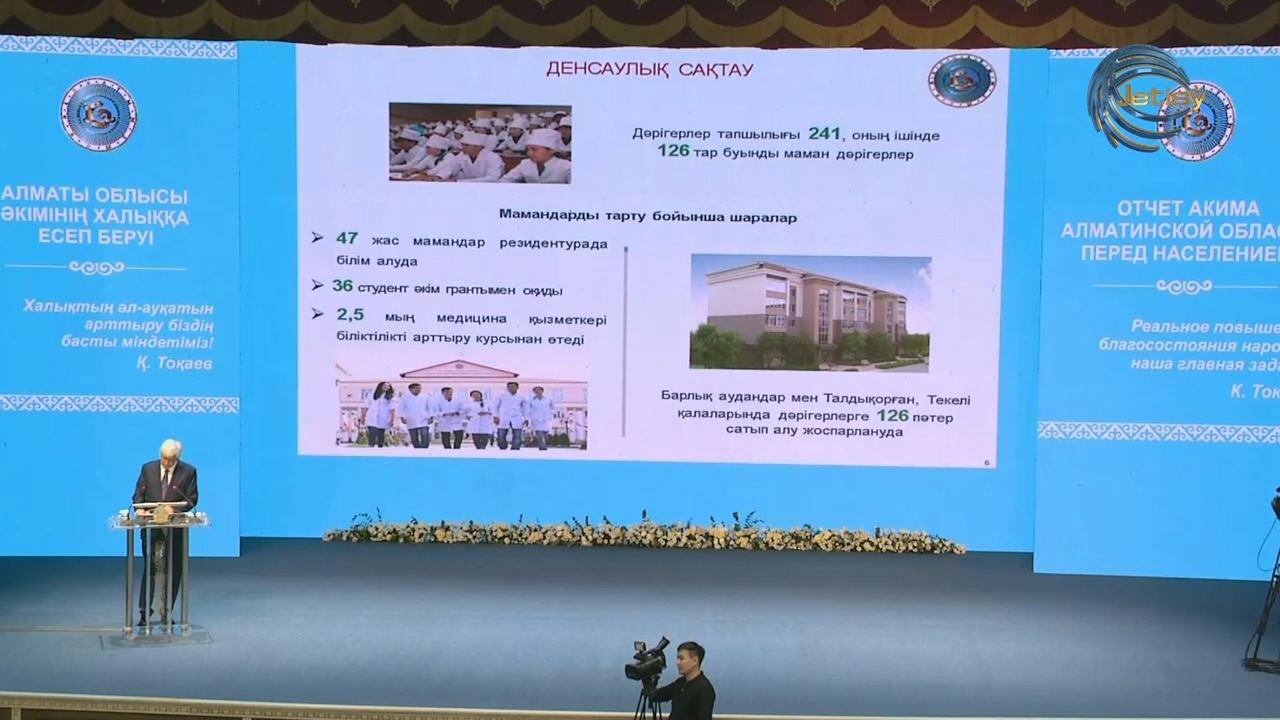 ДЕНСАУЛЫҚ САҚТАУ
Jetisy
Дәрігерлер тапшылығы 241, оның ішінде
126 тар буынды маман дәрігерлер
АЛМАТЫ ОБЛЫСЫ
ӘКІМІНІҢ ХАЛЫҚҚА
ЕСЕП БЕРУІ
Халықтың әл-ауқатын
арттыру біздің
басты міндетіміз!
Қ. Тоқаев
Мамандарды тарту бойынша шаралар
47 жас мамандар резидентурада
білім алуда
36 студент әкім грантымен оқиды
2,5 мың медицина қызметкері
біліктілікті арттыру курсынан өтеді
Барлық аудандар мен Талдықорған, Текелі
қалаларында дәрігерлерге 126 пәтер
сатып алу жоспарлануда
6
ОТЧЕТ АКИМА
АЛМАТИНСКОЙ ОБЛАС
ПЕРЕД НАСЕЛЕНИЕ
Реальное повыше
благосостояния наро
наша главная зада
К. Ток